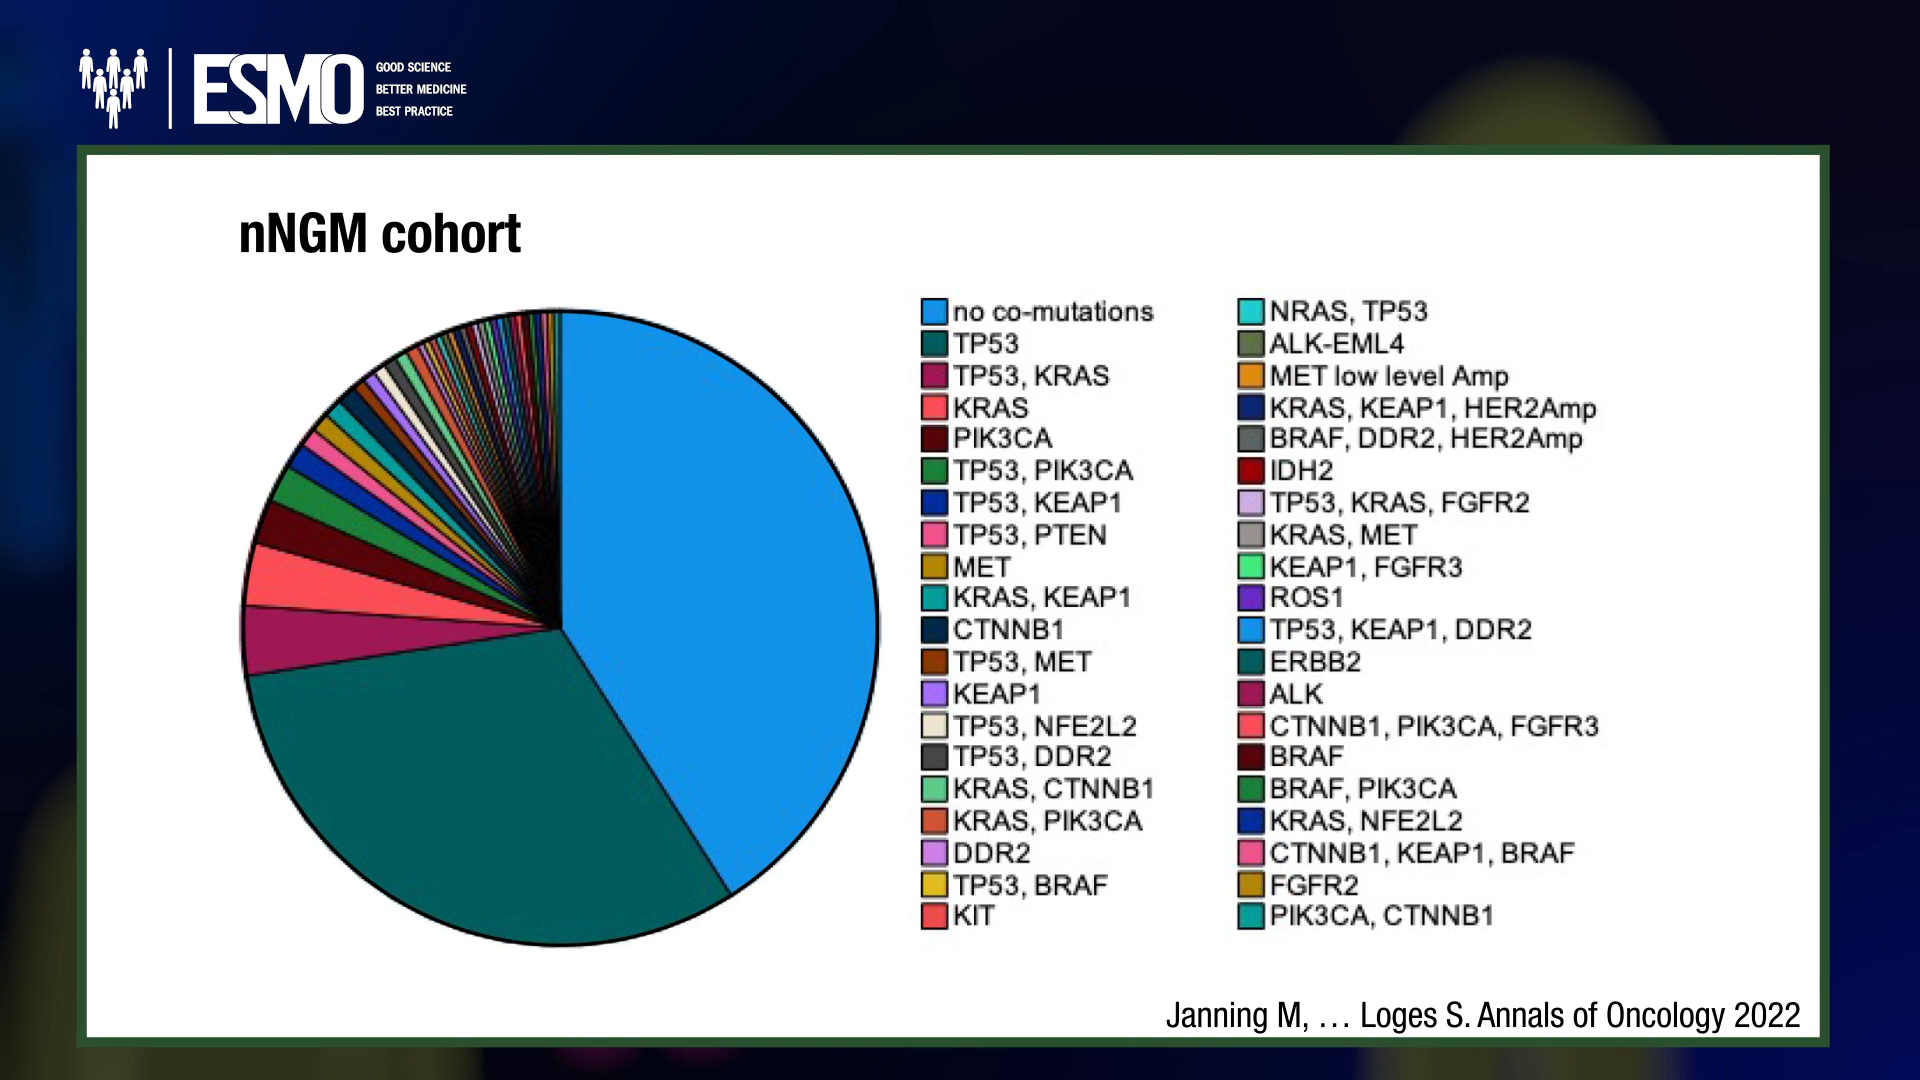 ESMO
GOOD SCIENCE
BETTER MEDICINE
BEST PRACTICE
nNGM cohort
no co-mutations
TP53
TP53, KRAS
KRAS
PIK3CA
TP53, PIK3CA
TP53, KEAP1
TP53, PTEN
MET
KRAS, KEAP1
CTNNB1
TP53, MET
KEAP1
TP53, NFE2L2
TP53, DDR2
KRAS, CTNNB1
KRAS, PIK3CA
DDR2
TP53, BRAF
KIT
NRAS, TP53
ALK-EML4
MET low level Amp
KRAS, KEAP1, HER2Amp
BRAF, DDR2, HER2Amp
IDH2
TP53, KRAS, FGFR2
KRAS, MET
KEAP1, FGFR3
ROS1
TP53, KEAP1, DDR2
ERBB2
ALK
CTNNB1, PIK3CA, FGFR3
BRAF
BRAF, PIK3CA
KRAS, NFE2L2
CTNNB1, KEAP1, BRAF
FGFR2
PIK3CA, CTNNB1
Janning M, … Loges S. Annals of Oncology 2022